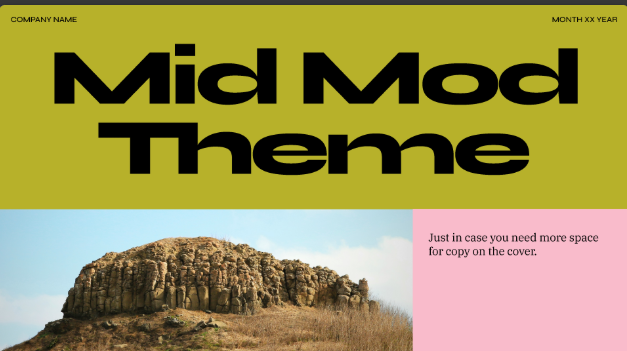 COMPANY NAME
MONTH XX YEAR
Mid Mod
Theme
Just in case you need more space
for copy on the cover.